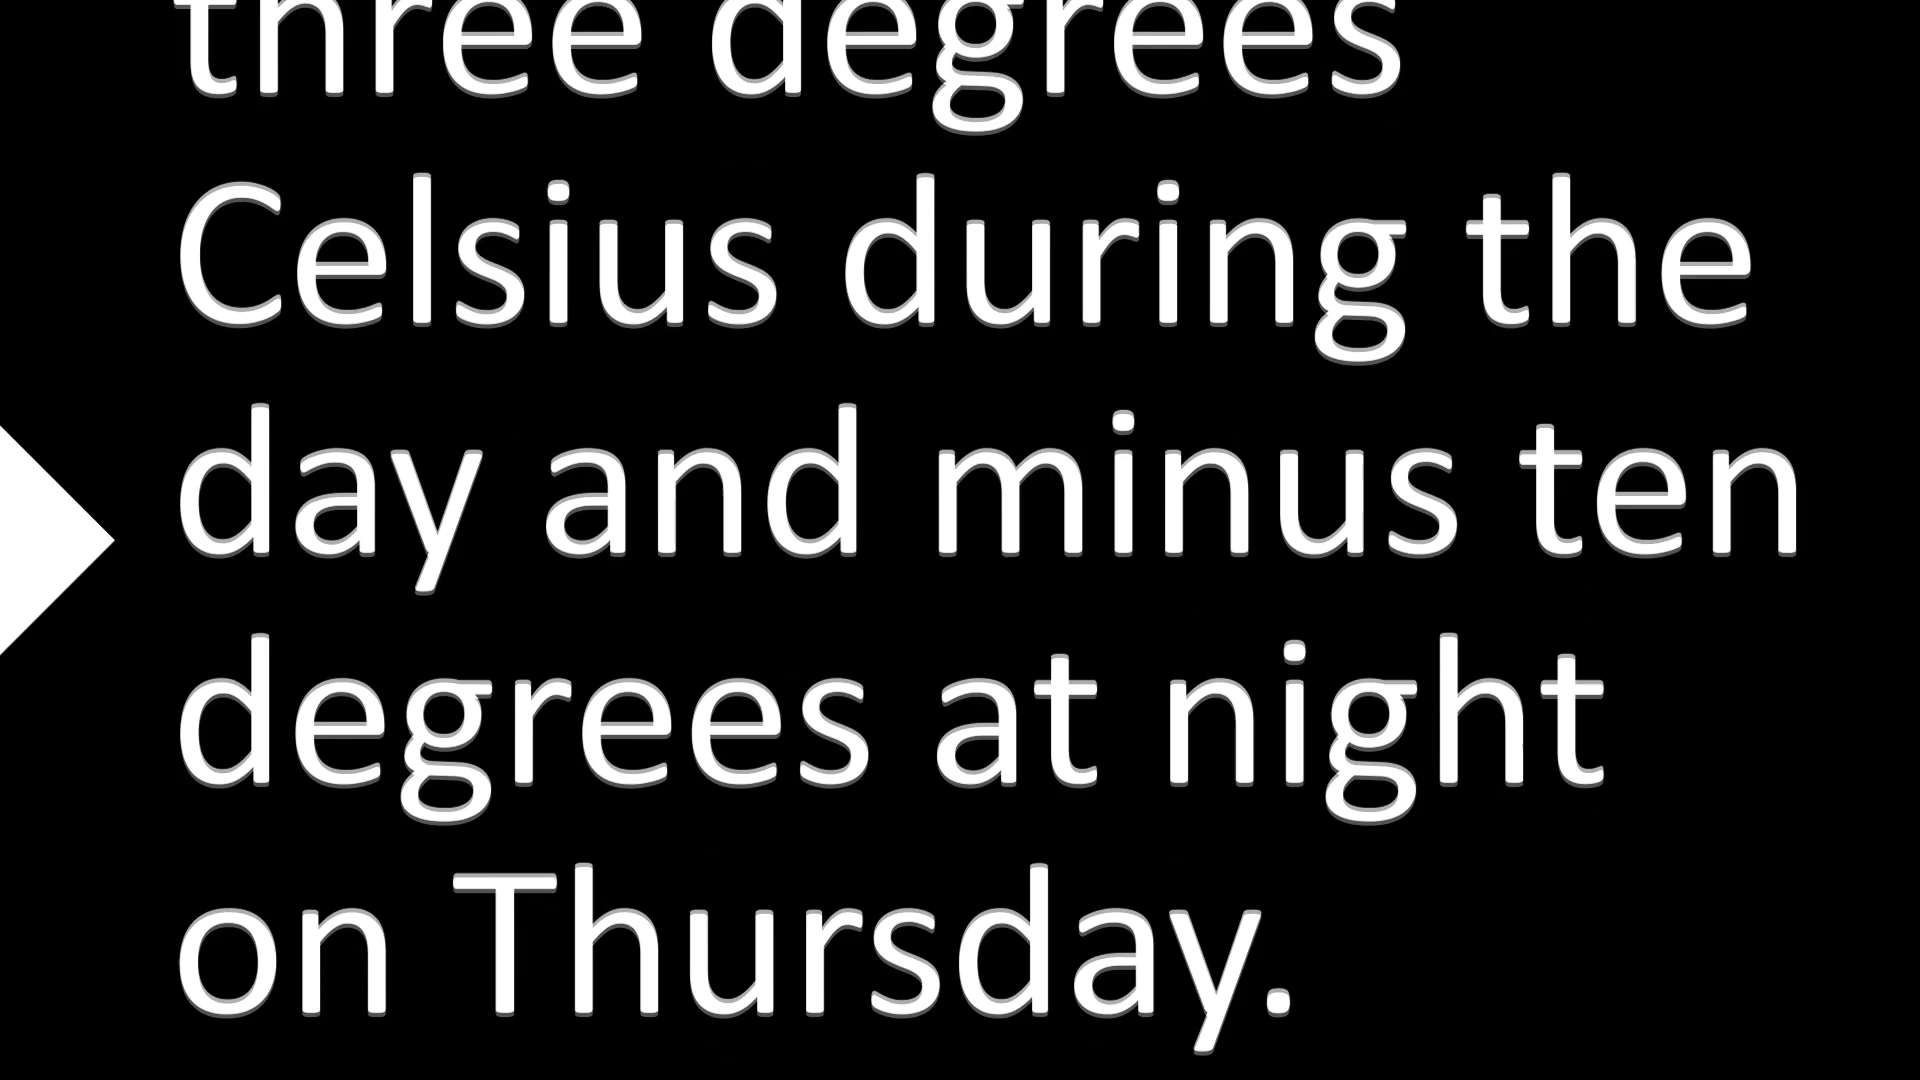 three degrees
Celsius during the
day and minus ten
degrees at night
on Thursday.